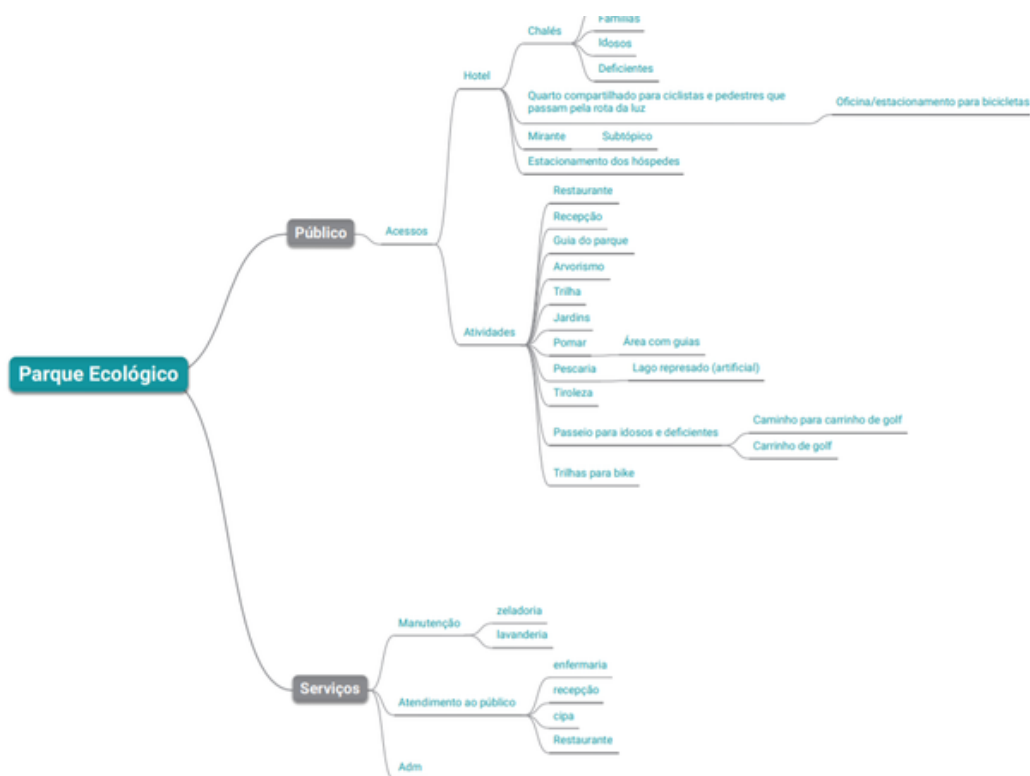 Famílias
Chalés
Idosos
Deficientes
Hotel
Quarto compartilhado para ciclistas e pedestres que
passam pela rota da luz
Oficina/estacionamento para bicicletas
Mirante
Subtópico
Estacionamento dos hóspedes
Restaurante
Recepção
Público
Acessos
Guia do parque
Arvorismo
Trilha
Jardins
Atividades
Pomar
Área com guias
Pescaria
Lago represado (artificial)
Parque Ecológico
Tiroleza
Passeio para idosos e deficientes
Caminho para carrinho de golf
Carrinho de golf
Trilhas para bike
Manutenção
zeladoria
lavanderia
Serviços
enfermaria
Atendimento ao público
recepção
cipa
Restaurante
Adm